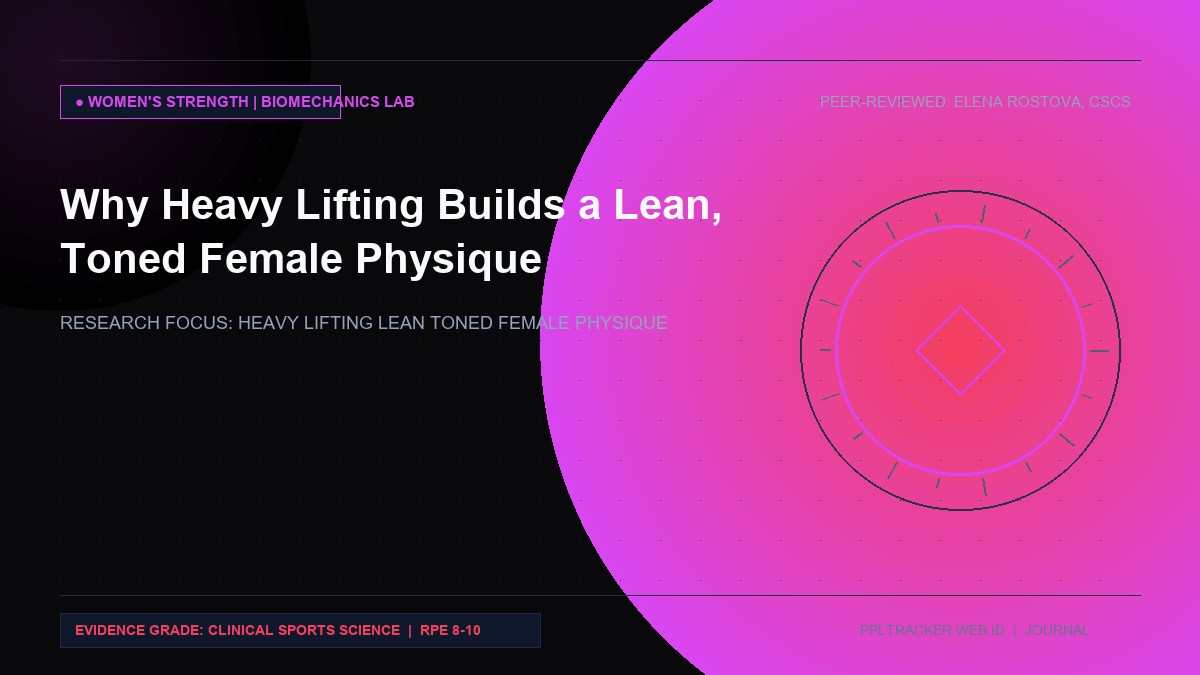 ● WOMEN'S STRENGTH | BIOMECHANICS LAB
PEER-REVIEWED: ELENA ROSTOVA, CSCS
Why Heavy Lifting Builds a Lean,
Toned Female Physique
RESEARCH FOCUS: HEAVY LIFTING LEAN TONED FEMALE PHYSIQUE
EVIDENCE GRADE: CLINICAL SPORTS SCIENCE | RPE 8-10
PPLTRACKER.WEB.ID | JOURNAL